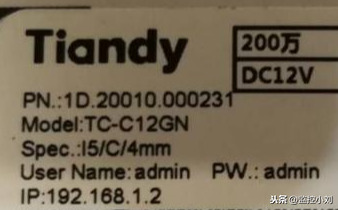 Tiandy
200万
DC12V
PN.:1D.20010.000231
Model:TC-C12GN
Spec.:I5/C/4mm
User Name:admin PW.: admin
IP:192.168.1.2
头条 @监控小刘